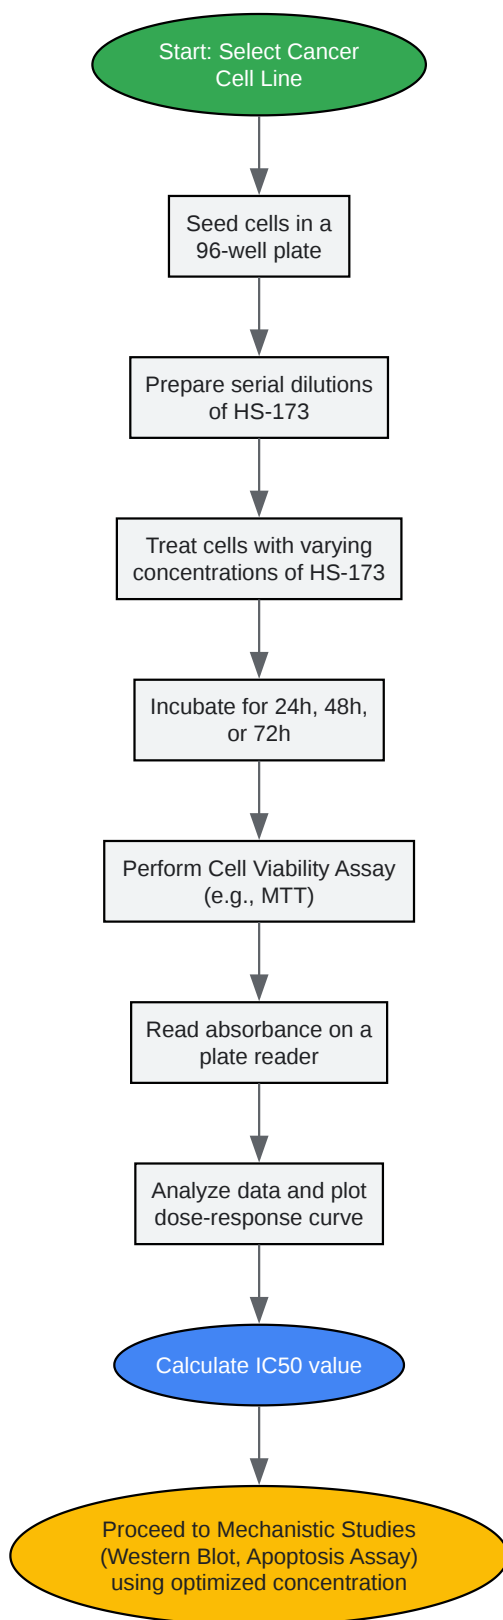 Start: Select Cancer
Cell Line
Seed cells in a
96-well plate
Prepare serial dilutions
of HS-173
Treat cells with varying
concentrations of HS-173
Incubate for 24h, 48h,
or 72h
Perform Cell Viability Assay
(e.g., MTT)
Read absorbance on a
plate reader
Analyze data and plot
dose-response curve
Calculate IC50 value
Proceed to Mechanistic Studies
(Western Blot, Apoptosis Assay)
using optimized concentration